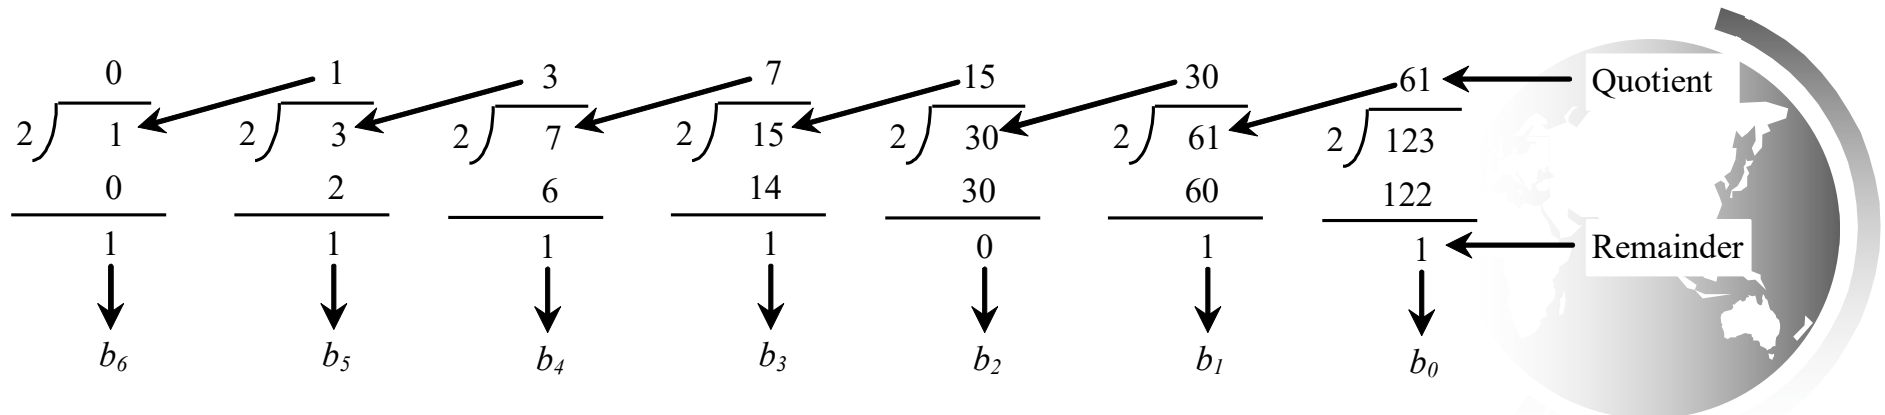 0 1 3 7 15 30 61 Quotient
2 1 2 3 2 7 2 15 2 30 2 61 2 123
0 2 6 14 30 60 122
1 1 1 1 0 1 1 Remainder
b6 b5 b4 b3 b2 b1 b0